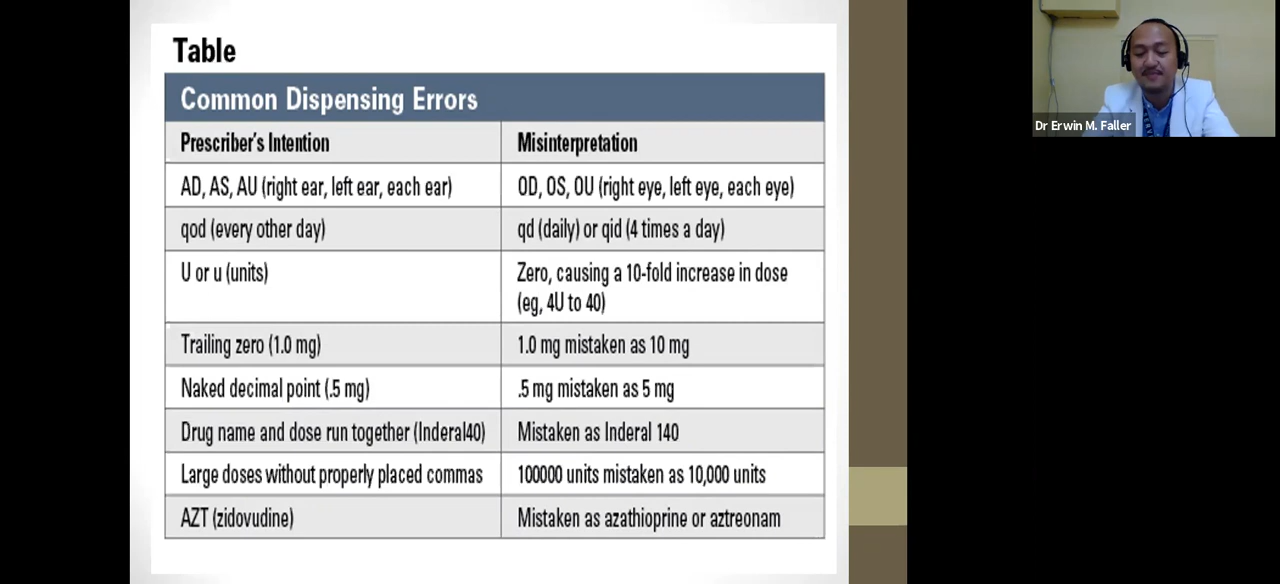 Table
Common Dispensing Errors
Prescriber's Intention Misinterpretation
AD, AS, AU (right ear, left ear, each ear) OD, OS, OU (right eye, left eye, each eye)
qod (every other day) qd (daily) or qid (4 times a day)
U or u (units) Zero, causing a 10-fold increase in dose
(eg, 4U to 40)
Trailing zero (1.0 mg) 1.0 mg mistaken as 10 mg
Naked decimal point (.5 mg) .5 mg mistaken as 5 mg
Drug name and dose run together (Inderal40) Mistaken as Inderal 140
Large doses without properly placed commas 100000 units mistaken as 10,000 units
AZT (zidovudine) Mistaken as azathioprine or aztreonam
Dr Erwin M. Faller